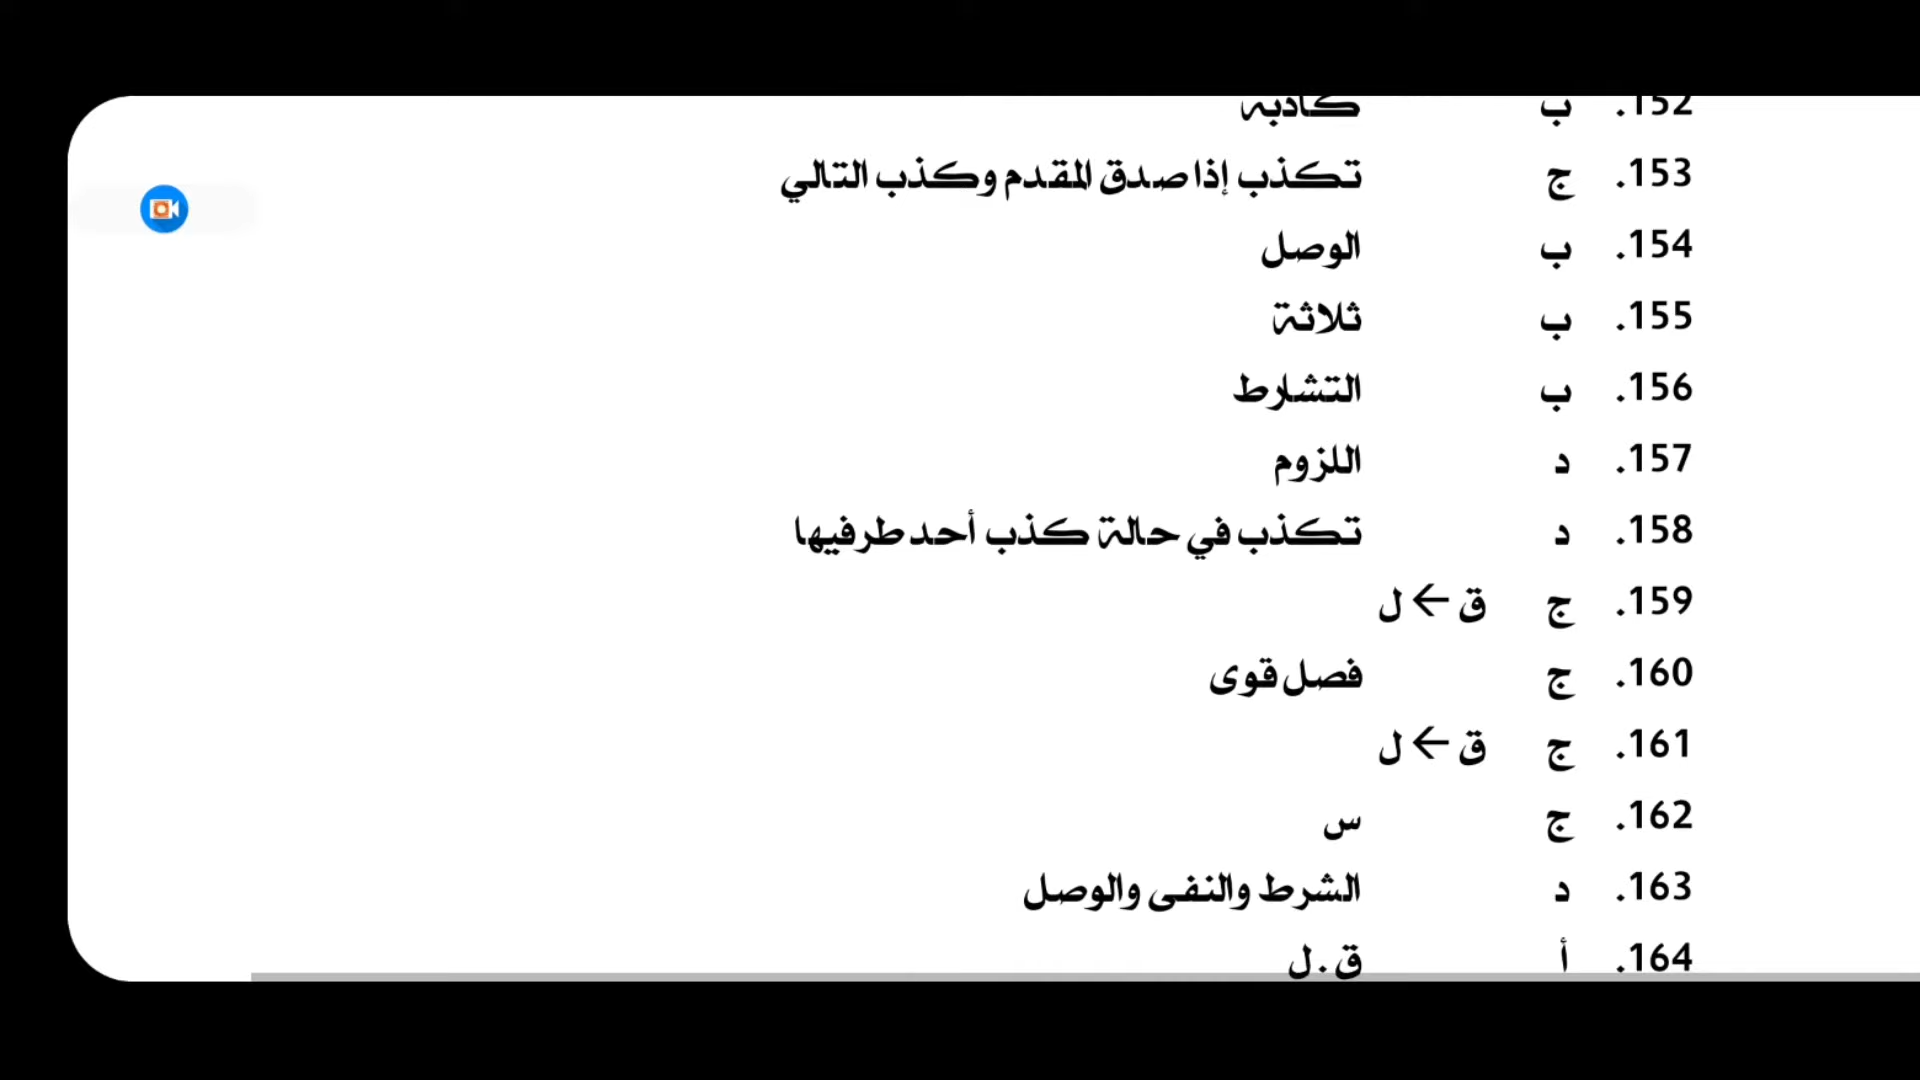 152. ب كاذبة
153. ج تكذب إذا صدق المقدم وكذب التالي
154. ب الوصل
155. ب ثلاثة
156. ب التشارط
157. د اللزوم
158. د تكذب في حالة كذب أحد طرفيها
159. ج ق ← ل
160. ج فصل قوى
161. ج ق ← ل
162. ج س
163. د الشرط والنفى والوصل
164. أ ق . ل